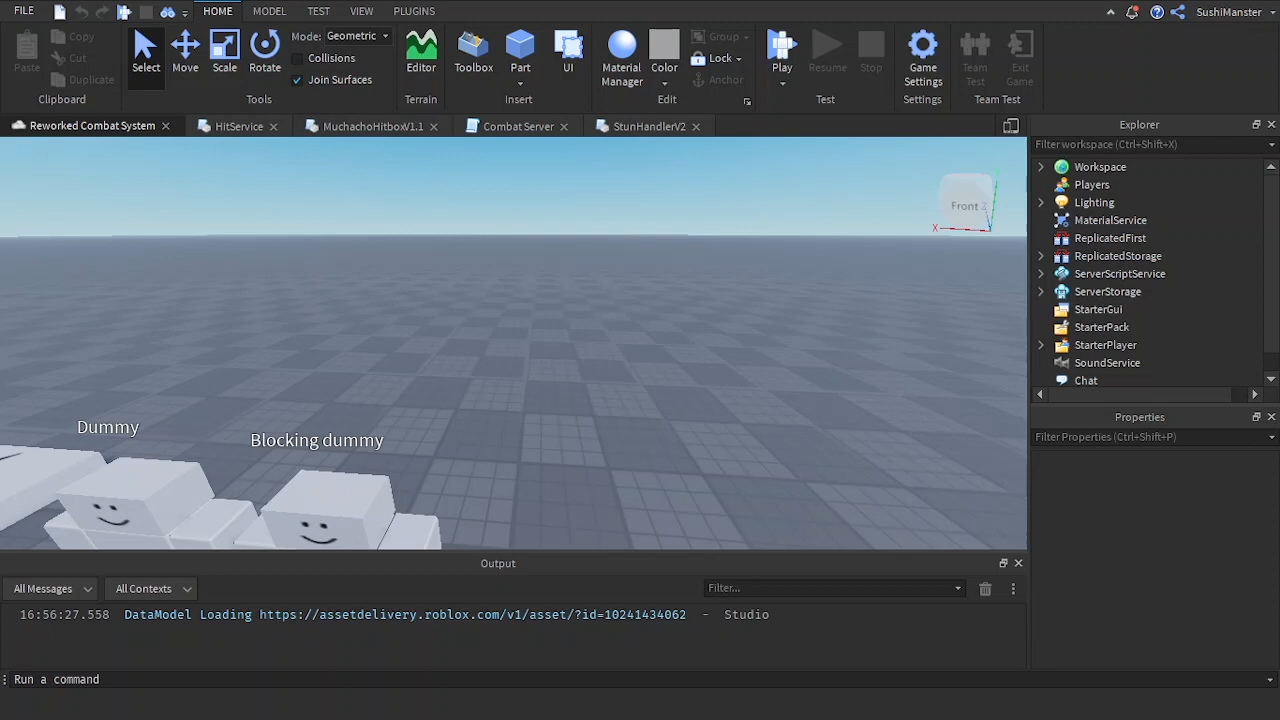 FILE HOME MODEL TEST VIEW PLUGINS SushiManster
Paste Copy Cut Duplicate Clipboard
Select Move Scale Rotate Mode: Geometric Collisions Join Surfaces Tools
Editor Terrain
Toolbox Part UI Insert
Material Manager Color Group Lock Anchor Edit
Play Resume Stop Test
Game Settings Settings
Team Test Exit Game Team Test
Reworked Combat System HitService MuchachoHitboxV1.1 Combat Server StunHandlerV2
Front
X
Dummy
Blocking dummy
Explorer
Filter workspace (Ctrl+Shift+X)
Workspace
Players
Lighting
MaterialService
ReplicatedFirst
ReplicatedStorage
ServerScriptService
ServerStorage
StarterGui
StarterPack
StarterPlayer
SoundService
Chat
Properties
Filter Properties (Ctrl+Shift+P)
Output
All Messages All Contexts Filter...
16:56:27.558 DataModel Loading https://assetdelivery.roblox.com/v1/asset/?id=10241434062 - Studio
Run a command